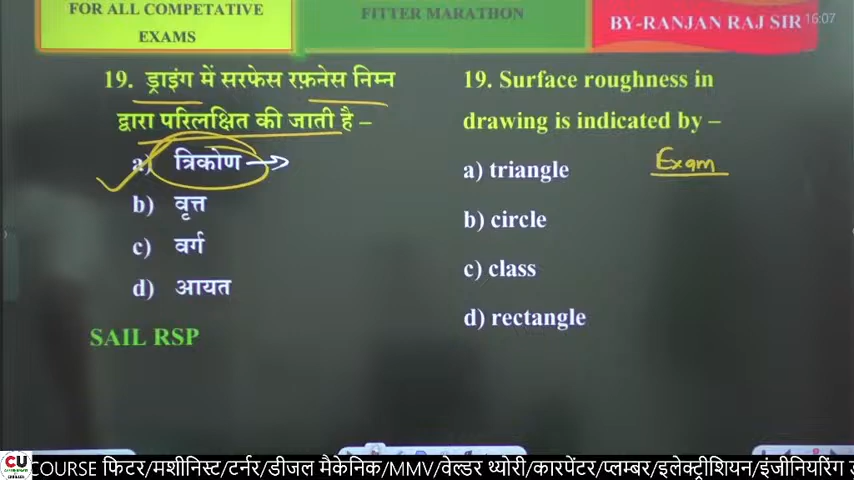 FOR ALL COMPETATIVE
EXAMS
FITTER MARATHON
BY-RANJAN RAJ SIR
16:07
19. ड्राइंग में सरफेस रफ़नेस निम्न
द्वारा परिलक्षित की जाती है –
a) त्रिकोण
b) वृत्त
c) वर्ग
d) आयत
SAIL RSP
19. Surface roughness in
drawing is indicated by –
Exam
a) triangle
b) circle
c) class
d) rectangle
CU
COURSE फिटर/मशीनिस्ट/टर्नर/डीजल मैकेनिक/MMV/वेल्डर थ्योरी/कारपेंटर/प्लम्बर/इलेक्ट्रीशियन/इंजीनियरिंग